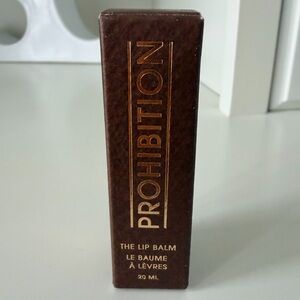 PROHIBITION
THE LIP BALM
LE BAUME
À LÈVRES
20 ML